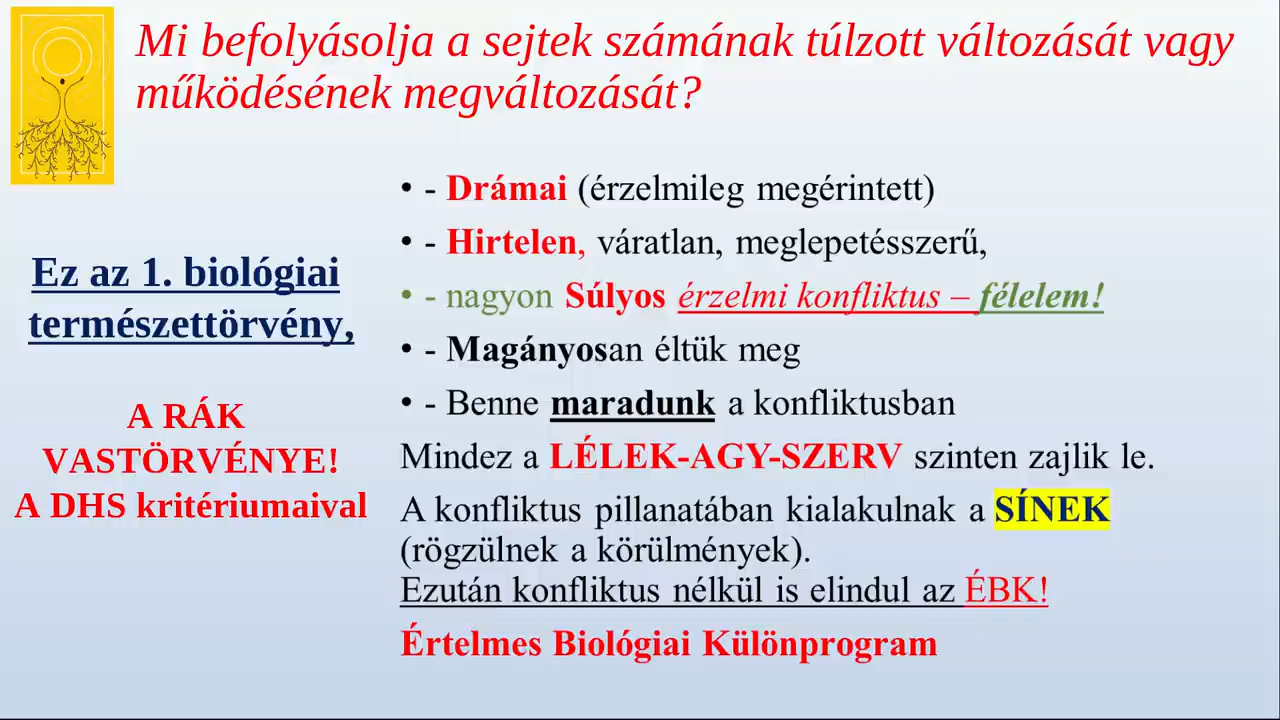 Mi befolyásolja a sejtek számának túlzott változását vagy
működésének megváltozását?
Ez az 1. biológiai
természettörvény,
A RÁK
VASTÖRVÉNYE!
A DHS kritériumaival
• - Drámai (érzelmileg megérintett)
• - Hirtelen, váratlan, meglepetésszerű,
• - nagyon Súlyos érzelmi konfliktus – félelem!
• - Magányosan éltük meg
• - Benne maradunk a konfliktusban
Mindez a LÉLEK-AGY-SZERV szinten zajlik le.
A konfliktus pillanatában kialakulnak a SÍNEK
(rögzülnek a körülmények).
Ezután konfliktus nélkül is elindul az ÉBK!
Értelmes Biológiai Különprogram